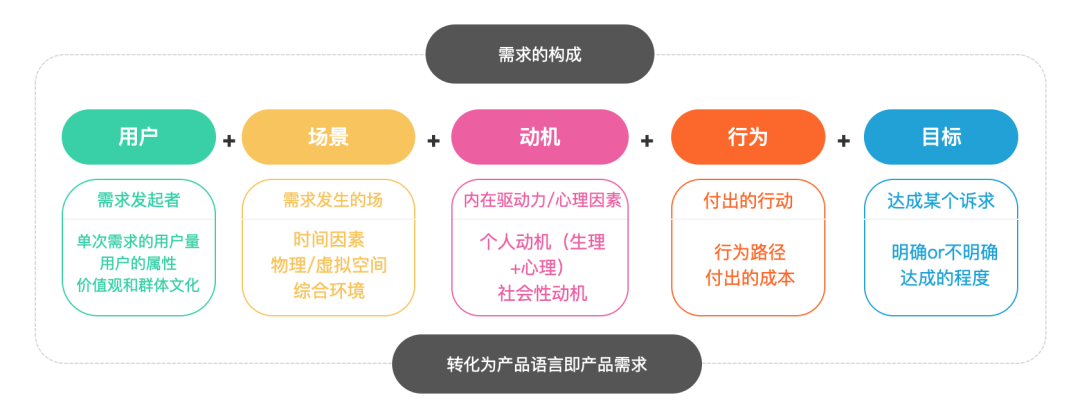 需求的构成
用户
+
场景
+
动机
+
行为
+
目标
需求发起者
单次需求的用户量
用户的属性
价值观和群体文化
需求发生的场
时间因素
物理/虚拟空间
综合环境
内在驱动力/心理因素
个人动机（生理
+心理）
社会性动机
付出的行动
行为路径
付出的成本
达成某个诉求
明确or不明确
达成的程度
转化为产品语言即产品需求